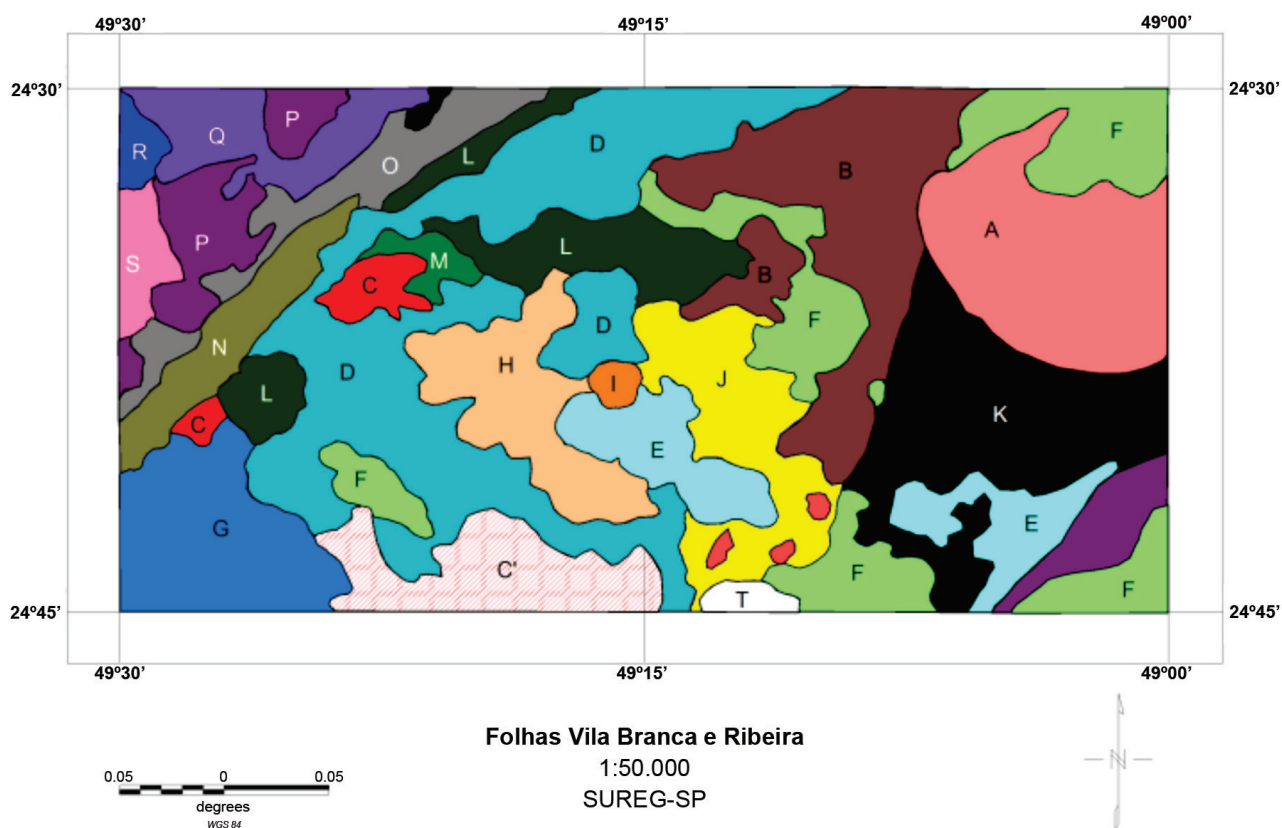 49º30’ 49º15’ 49º00’
24º30’ 24º30’
P
Q
F
R
D
O
L
B
A
P
L
S
M
B
C
D
F
N
H
D
I
J
L
K
C
E
F
E
G
C'
F
F
T
24º45’ 24º45’
49º30’ 49º15’ 49º00’
Folhas Vila Branca e Ribeira
1:50.000
SUREG-SP
0.05 0 0.05
degrees
WGS 84
N